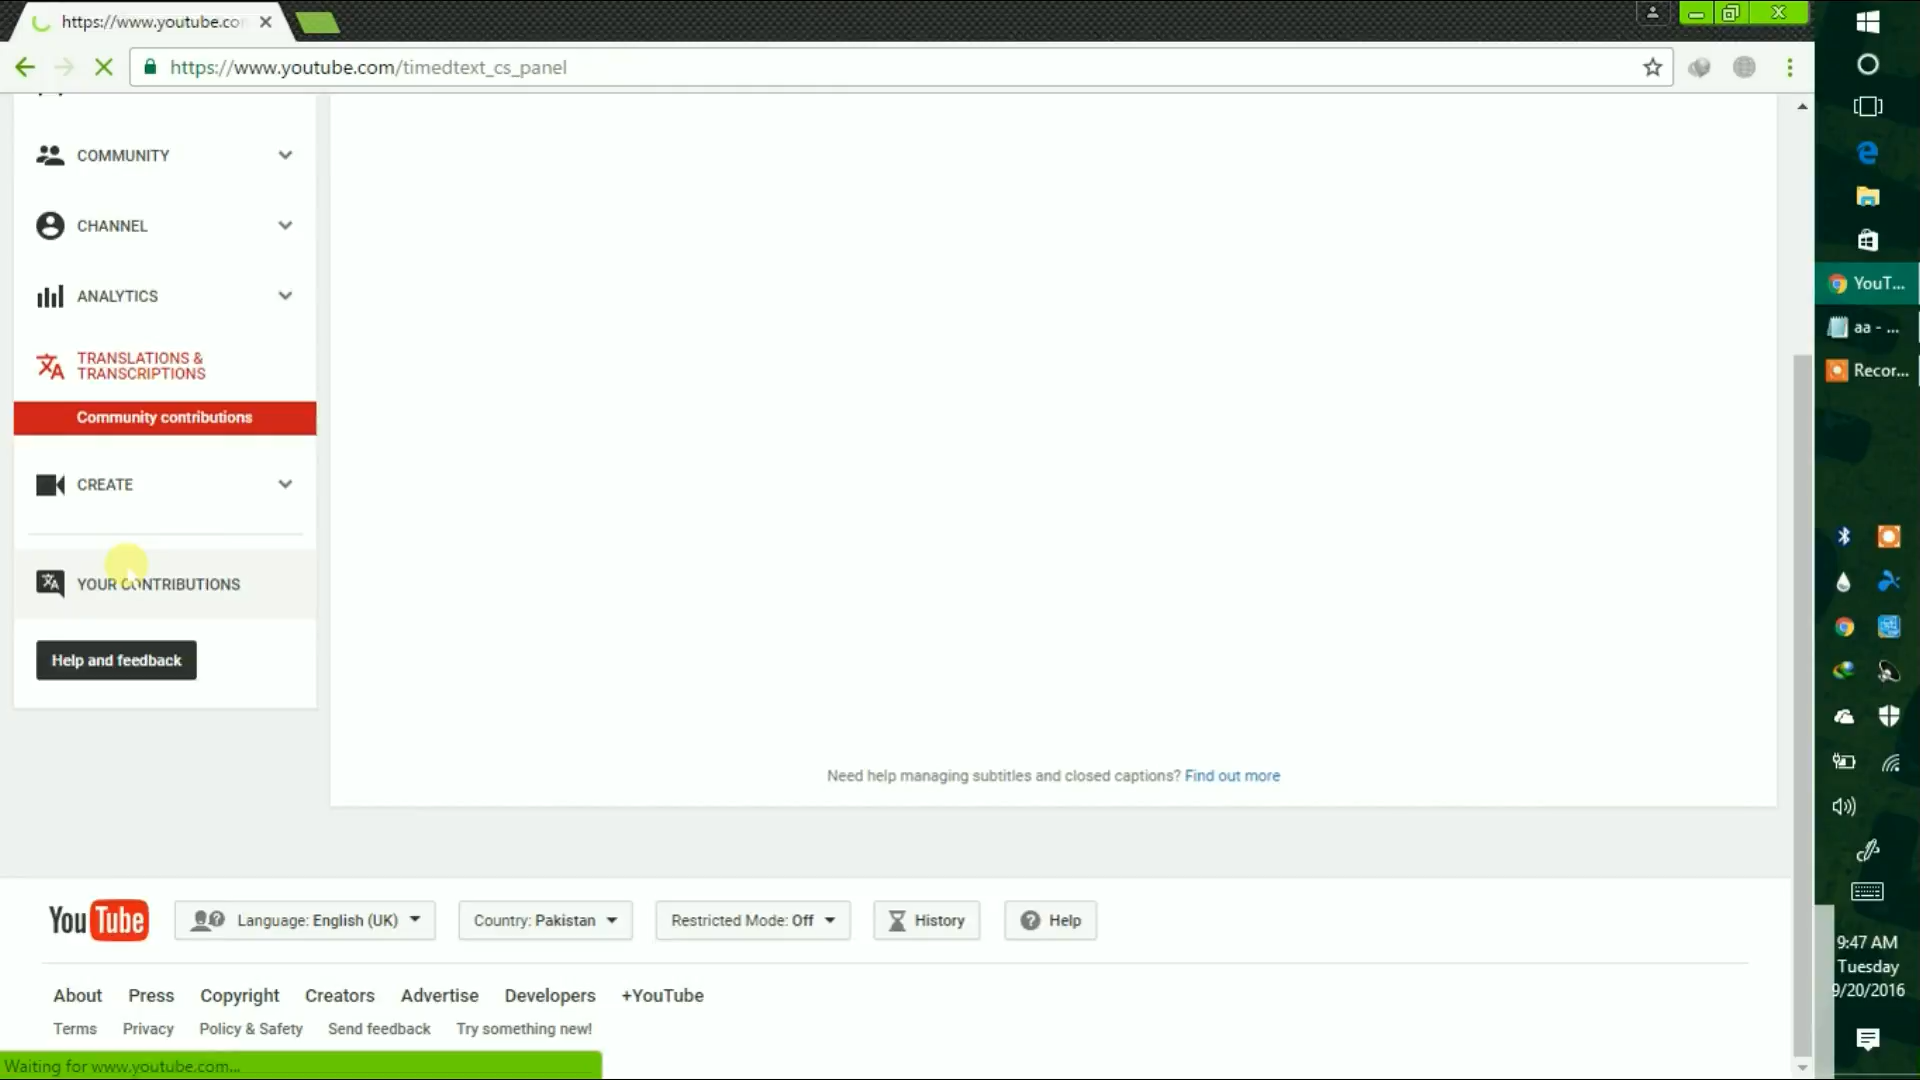 https://www.youtube.co
https://www.youtube.com/timedtext_cs_panel
COMMUNITY
CHANNEL
ANALYTICS
TRANSLATIONS &
TRANSCRIPTIONS
Community contributions
CREATE
YOUR CONTRIBUTIONS
Help and feedback
Need help managing subtitles and closed captions? Find out more
YouTube
Language: English (UK)
Country: Pakistan
Restricted Mode: Off
History
Help
About Press Copyright Creators Advertise Developers +YouTube
Terms Privacy Policy & Safety Send feedback Try something new!
Waiting for www.youtube.com...
YouT...
aa - ...
Recor...
9:47 AM
Tuesday
9/20/2016